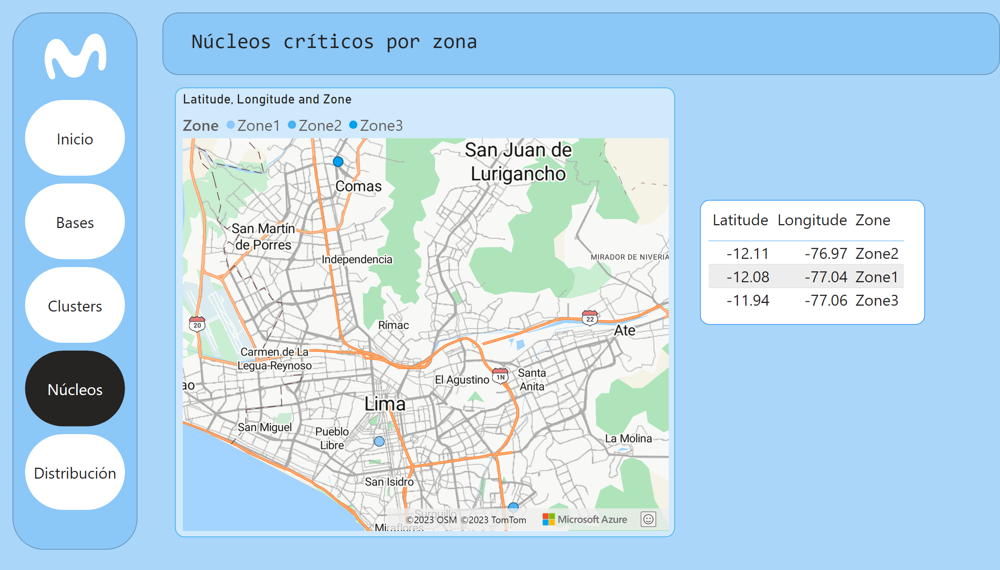 Núcleos críticos por zona
Inicio
Bases
Clusters
Núcleos
Distribución
Latitude, Longitude and Zone
Zone Zone1 Zone2 Zone3
San Juan de
Lurigancho
Comas
San Martín
de Porres
Independencia
MIRADOR DE NIVERIA
20
Rímac
22
Ate
Carmen de La
Legua-Reynoso
ao
El Agustino
1N
Santa
Anita
Lima
San Miguel
Pueblo
Libre
La Molina
San Isidro
Surquillo
Miraflores
©2023 OSM ©2023 TomTom
Microsoft Azure
Latitude Longitude Zone
-12.11 -76.97 Zone2
-12.08 -77.04 Zone1
-11.94 -77.06 Zone3